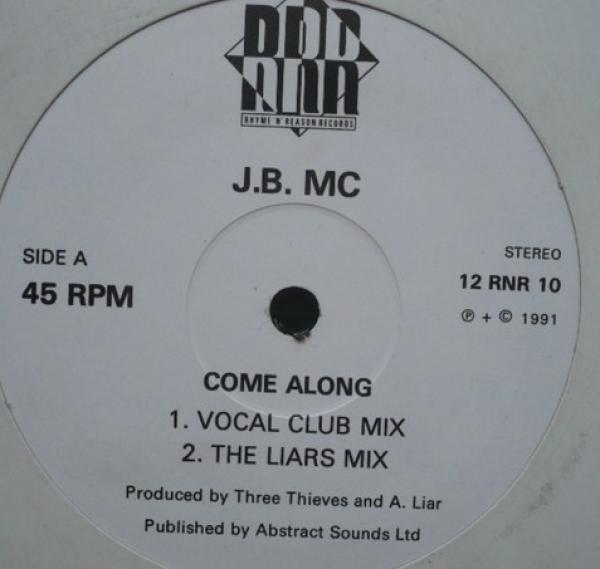 RNR
RHYME 'N' REASON RECORDS
J.B. MC
SIDE A
STEREO
45 RPM
12 RNR 10
℗ + © 1991
COME ALONG
1. VOCAL CLUB MIX
2. THE LIARS MIX
Produced by Three Thieves and A. Liar
Published by Abstract Sounds Ltd